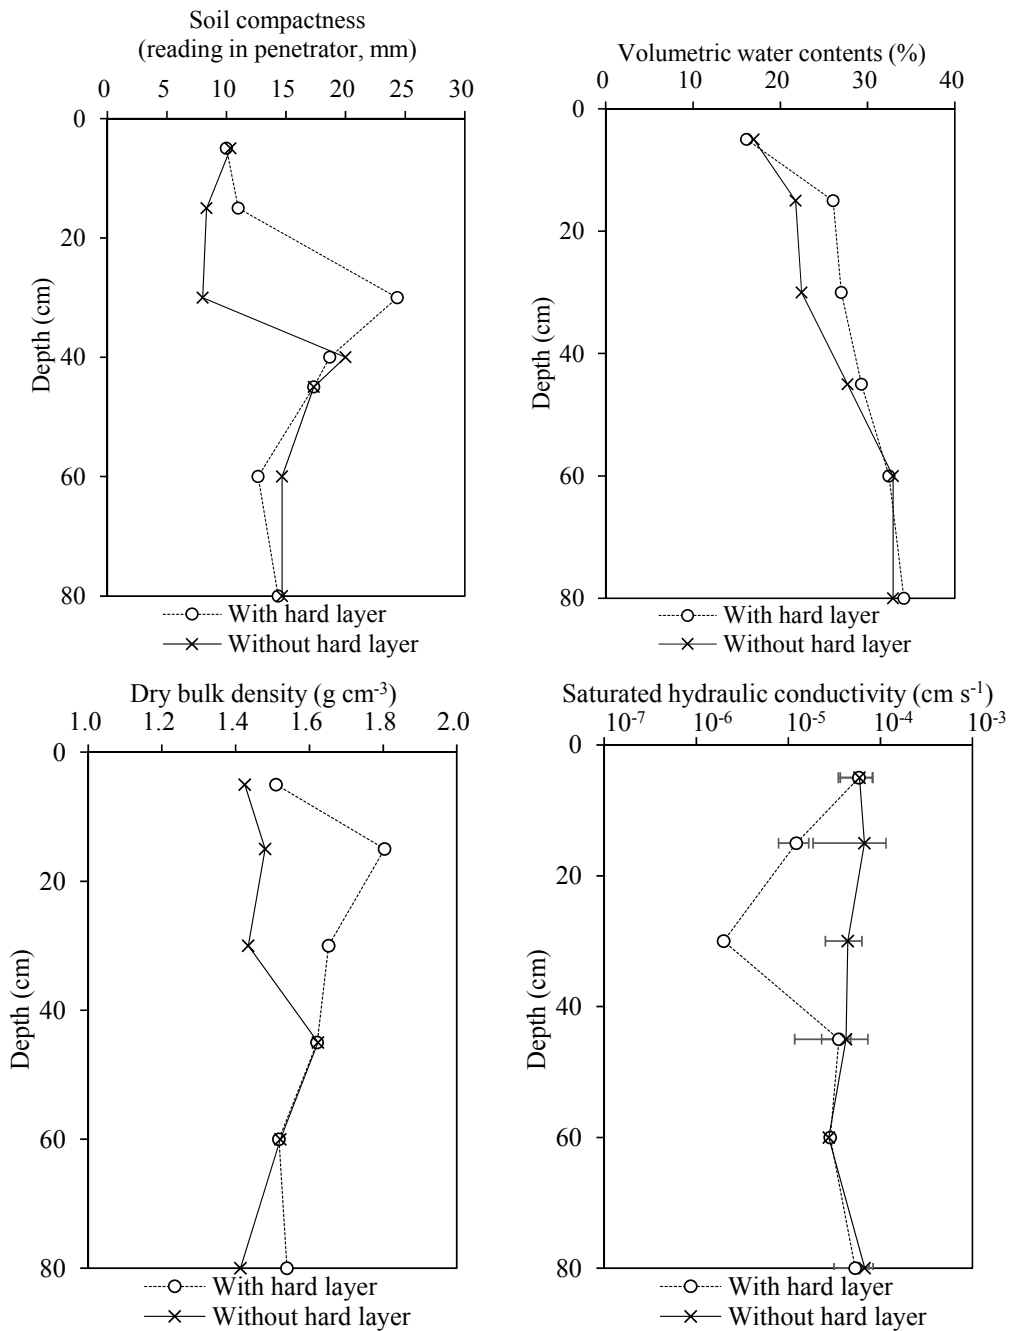 Soil compactness
(reading in penetrator, mm)
0 5 10 15 20 25 30
0
20
40
60
80
Depth (cm)
With hard layer
Without hard layer
Volumetric water contents (%)
0 10 20 30 40
0
20
40
60
80
Depth (cm)
With hard layer
Without hard layer
Dry bulk density (g cm⁻³)
1.0 1.2 1.4 1.6 1.8 2.0
0
20
40
60
80
Depth (cm)
With hard layer
Without hard layer
Saturated hydraulic conductivity (cm s⁻¹)
10⁻⁷ 10⁻⁶ 10⁻⁵ 10⁻⁴ 10⁻³
0
20
40
60
80
Depth (cm)
With hard layer
Without hard layer